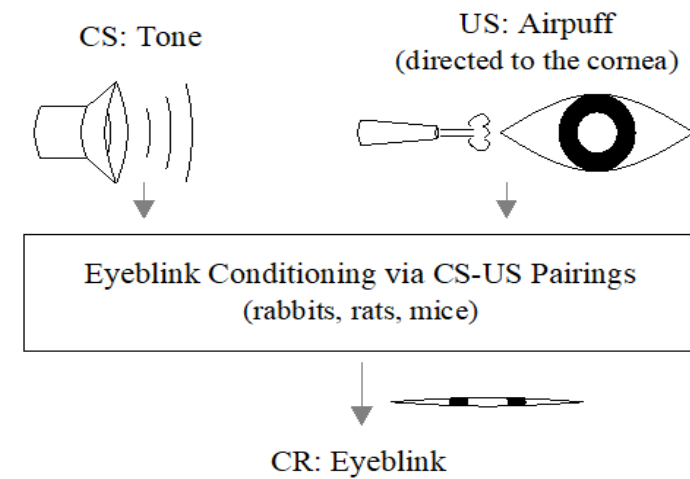 CS: Tone
US: Airpuff
(directed to the cornea)
Eyeblink Conditioning via CS-US Pairings
(rabbits, rats, mice)
CR: Eyeblink